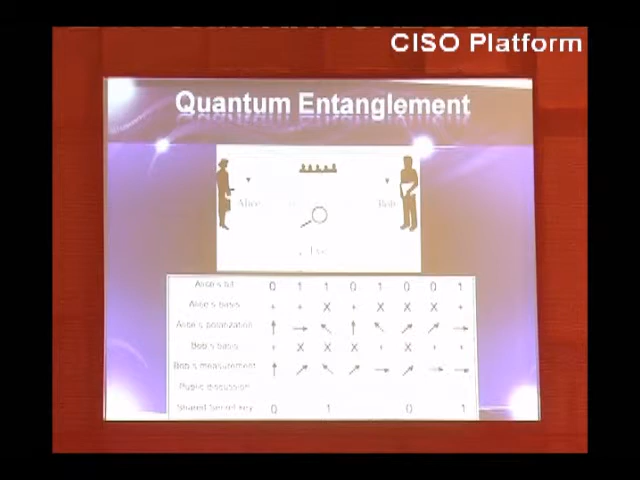 CISO Platform
Quantum Entanglement
Alice
Bob
Eve
Alice's bit 0 1 1 0 1 0 0 1
Alice's basis + + X + X X X +
Alice's polarization ↑ → ↖ ↑ ↖ ↗ ↗ →
Bob's basis + X X X + X + +
Bob's measurement ↑ ↗ ↖ ↗ → ↗ → →
Public discussion
Shared Secret key 0 1 0 1